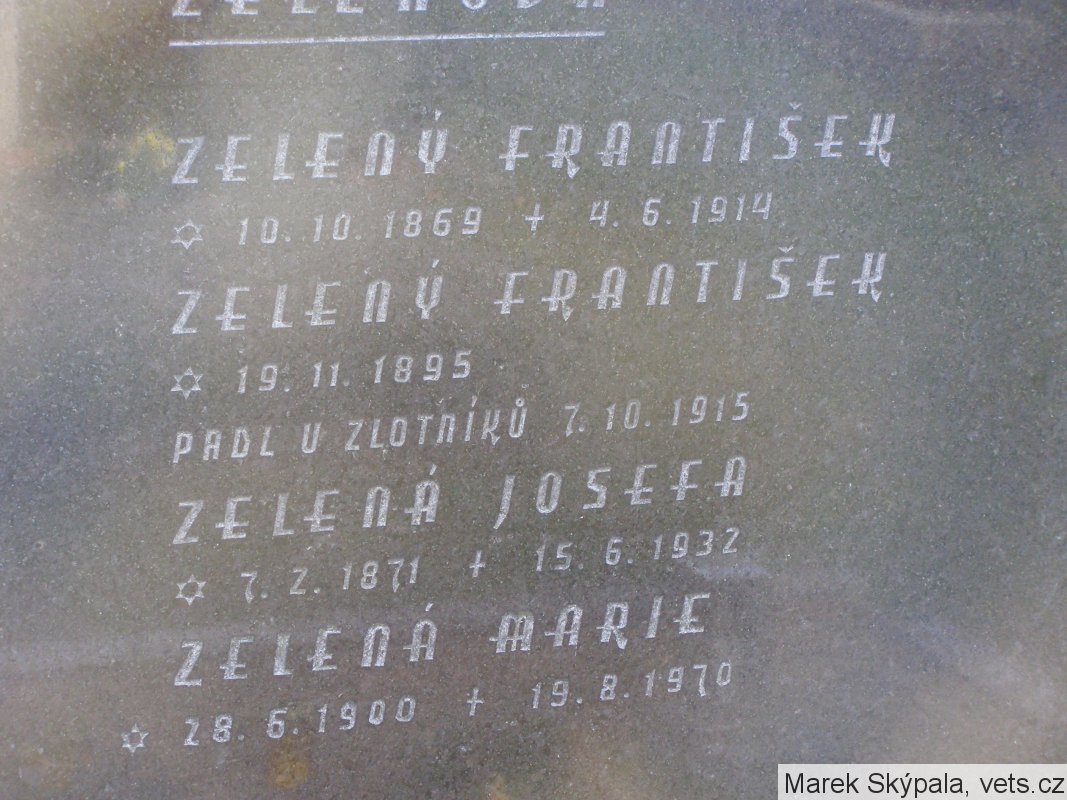 ZELENÝ FRANTIŠEK
✡ 10. 10. 1869 + 4. 6. 1914
ZELENÝ FRANTIŠEK
✡ 19. 11. 1895
PADL U ZLOTNÍKŮ 7. 10. 1915
ZELENÁ JOSEFA
✡ 7. 2. 1871 + 15. 6. 1932
ZELENÁ MARIE
✡ 28. 6. 1900 + 19. 8. 1970
Marek Skýpala, vets.cz